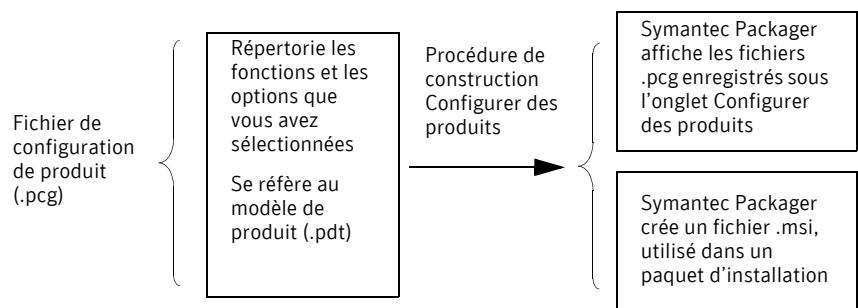 Fichier de
configuration
de produit
(.pcg)
Répertorie les
fonctions et les
options que
vous avez
sélectionnées
Se réfère au
modèle de
produit (.pdt)
Procédure de
construction
Configurer des
produits
Symantec Packager
affiche les fichiers
.pcg enregistrés sous
l'onglet Configurer
des produits
Symantec Packager
crée un fichier .msi,
utilisé dans un
paquet d'installation